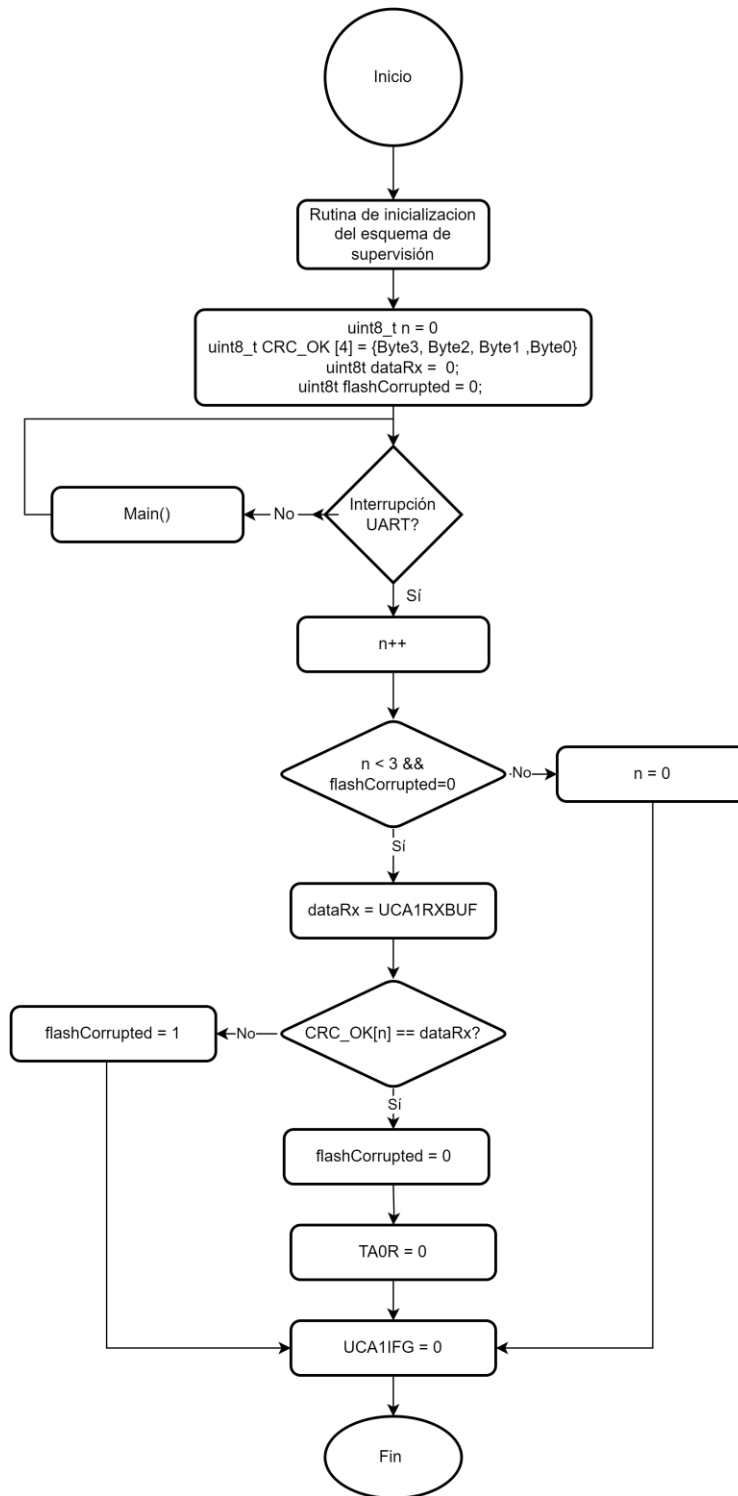 Inicio
Rutina de inicializacion
del esquema de
supervisión
uint8_t n = 0
uint8_t CRC_OK [4] = {Byte3, Byte2, Byte1 ,Byte0}
uint8t dataRx =  0;
uint8t flashCorrupted = 0;
Interrupción
UART?
No
Main()
Sí
n++
n < 3 &&
flashCorrupted=0
No
n = 0
Sí
dataRx = UCA1RXBUF
CRC_OK[n] == dataRx?
No
flashCorrupted = 1
Sí
flashCorrupted = 0
TA0R = 0
UCA1IFG = 0
Fin